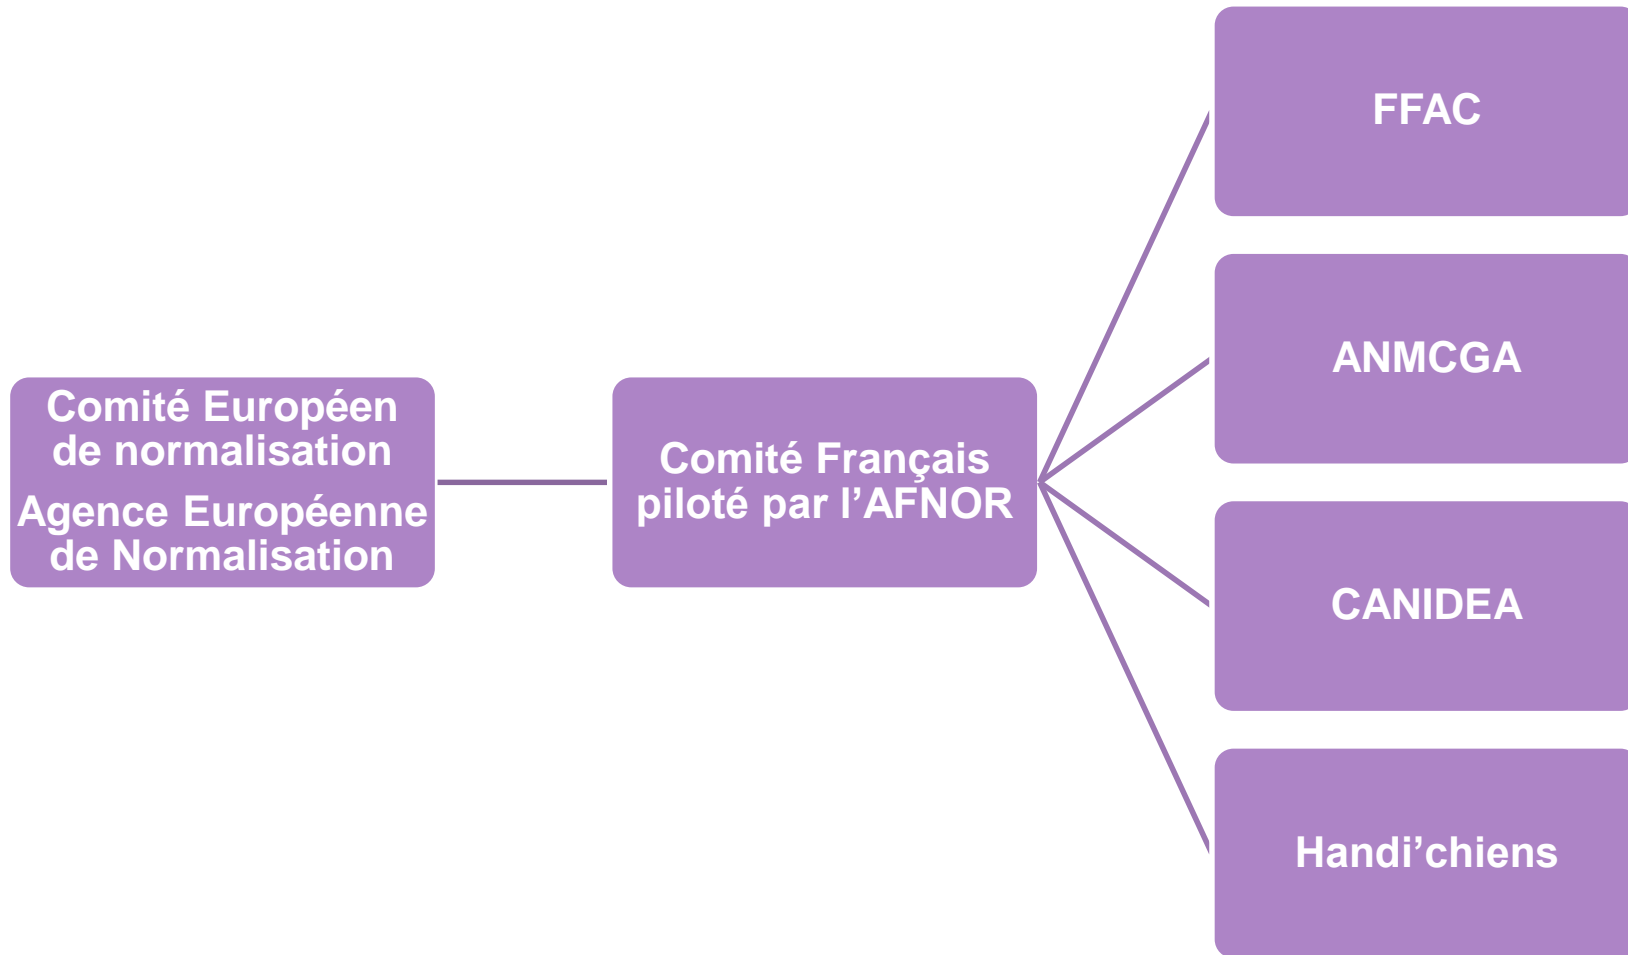 Comité Européen
de normalisation
Agence Européenne
de Normalisation
Comité Français
piloté par l’AFNOR
FFAC
ANMCGA
CANIDEA
Handi’chiens